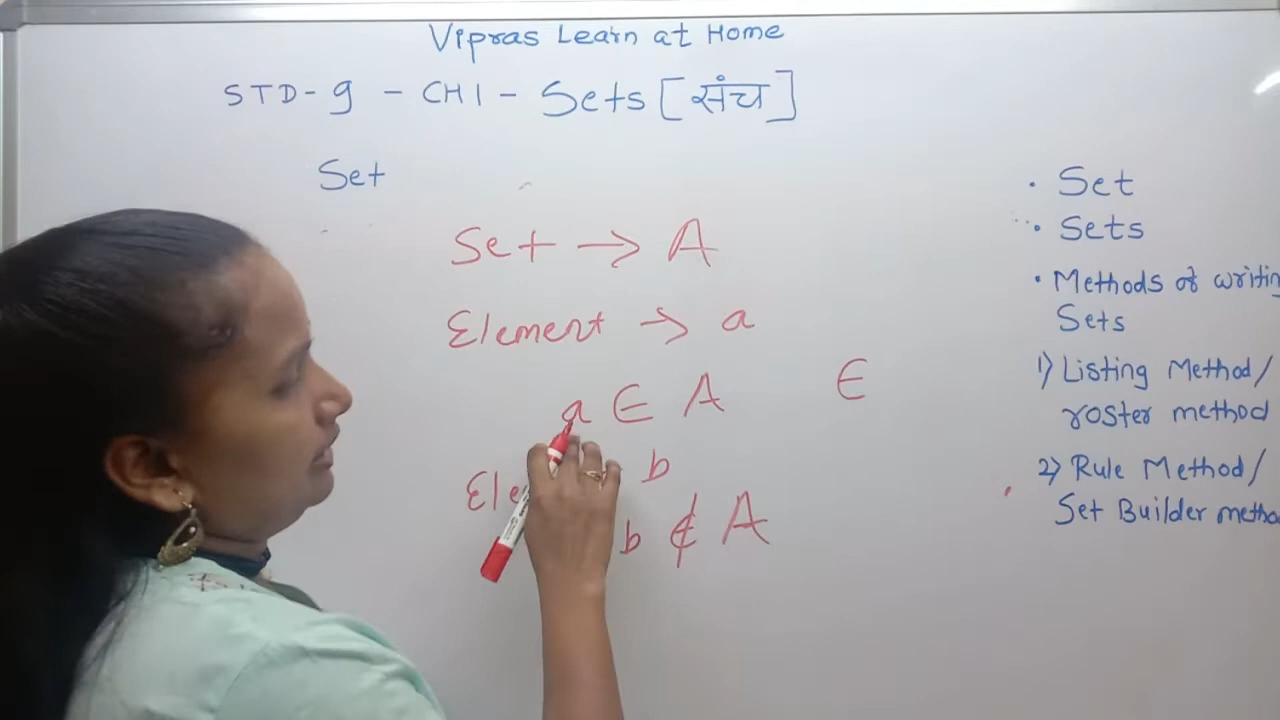 Vipras Learn at Home
STD-9 - CH1 - Sets [संच]
Set
Set → A
Element → a
a ∈ A ∈
b
b ∉ A
· Set
· Sets
· Methods of writin
Sets
1) Listing Method/
roster method
2) Rule Method/
Set Builder metho